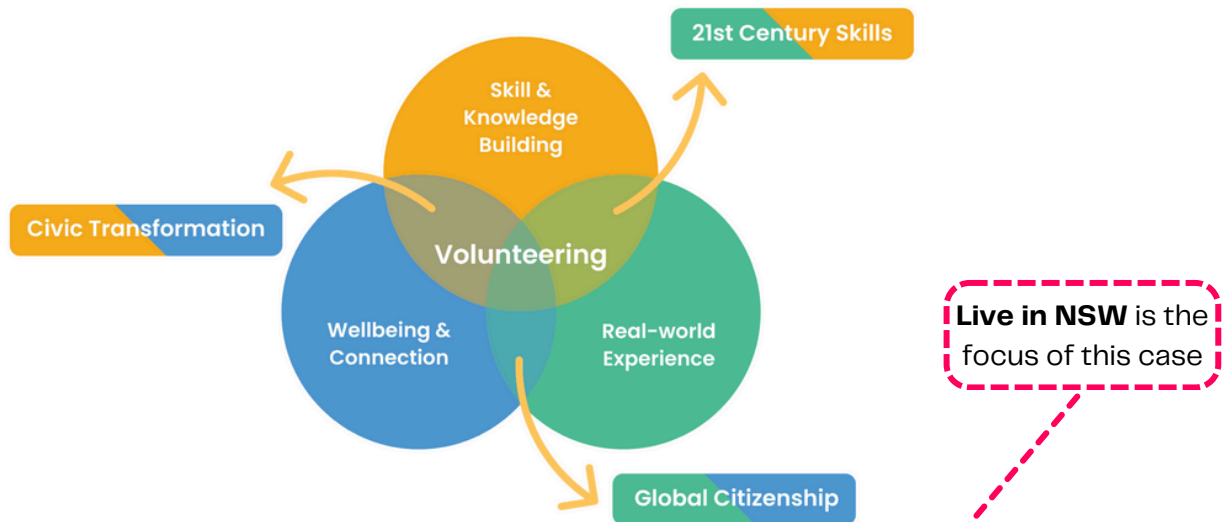 21st Century Skills
Skill &
Knowledge
Building
Civic Transformation
Volunteering
Wellbeing &
Connection
Real-world
Experience
Live in NSW is the
focus of this case
Global Citizenship